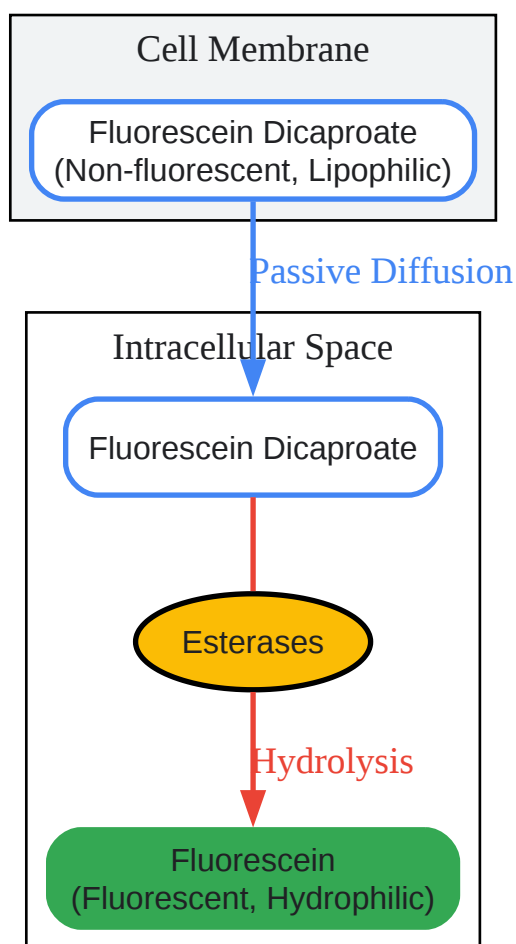 Cell Membrane
Fluorescein Dicaproate
(Non-fluorescent, Lipophilic)
Passive Diffusion
Intracellular Space
Fluorescein Dicaproate
Esterases
Hydrolysis
Fluorescein
(Fluorescent, Hydrophilic)